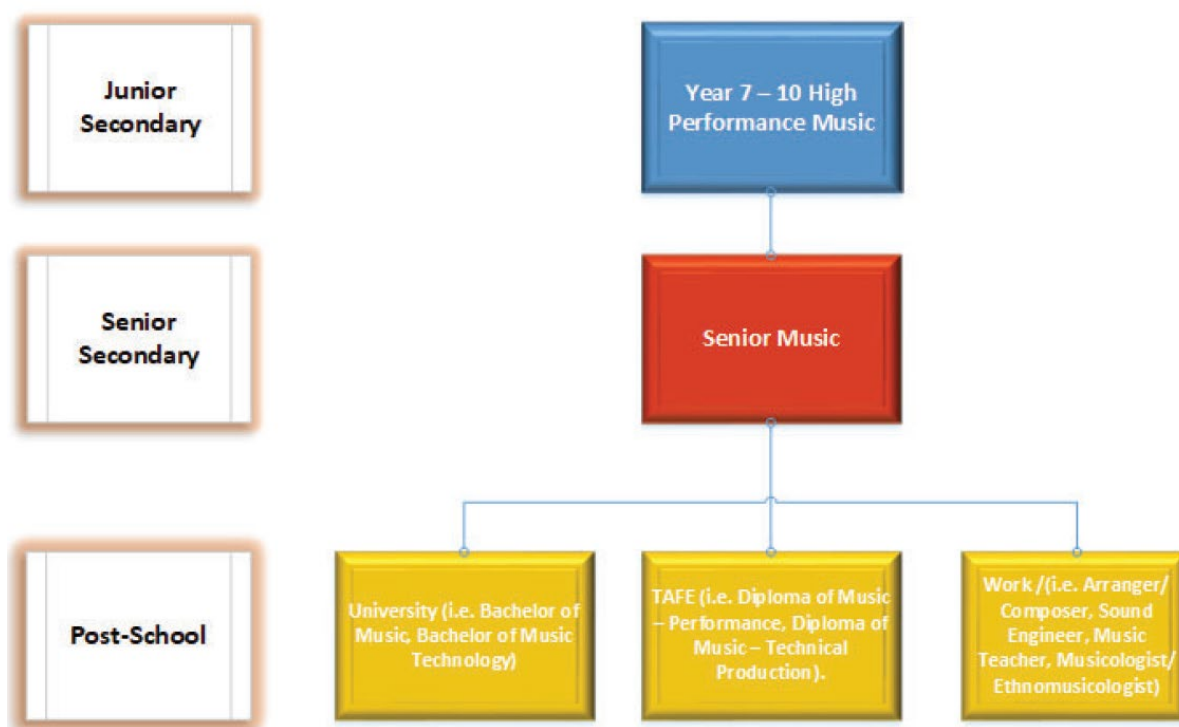 Junior
Secondary
Year 7 – 10 High
Performance Music
Senior
Secondary
Senior Music
Post-School
University (i.e. Bachelor of
Music, Bachelor of Music
Technology)
TAFE (i.e. Diploma of Music
– Performance, Diploma of
Music – Technical
Production).
Work /(i.e. Arranger/
Composer, Sound
Engineer, Music
Teacher, Musicologist/
Ethnomusicologist)